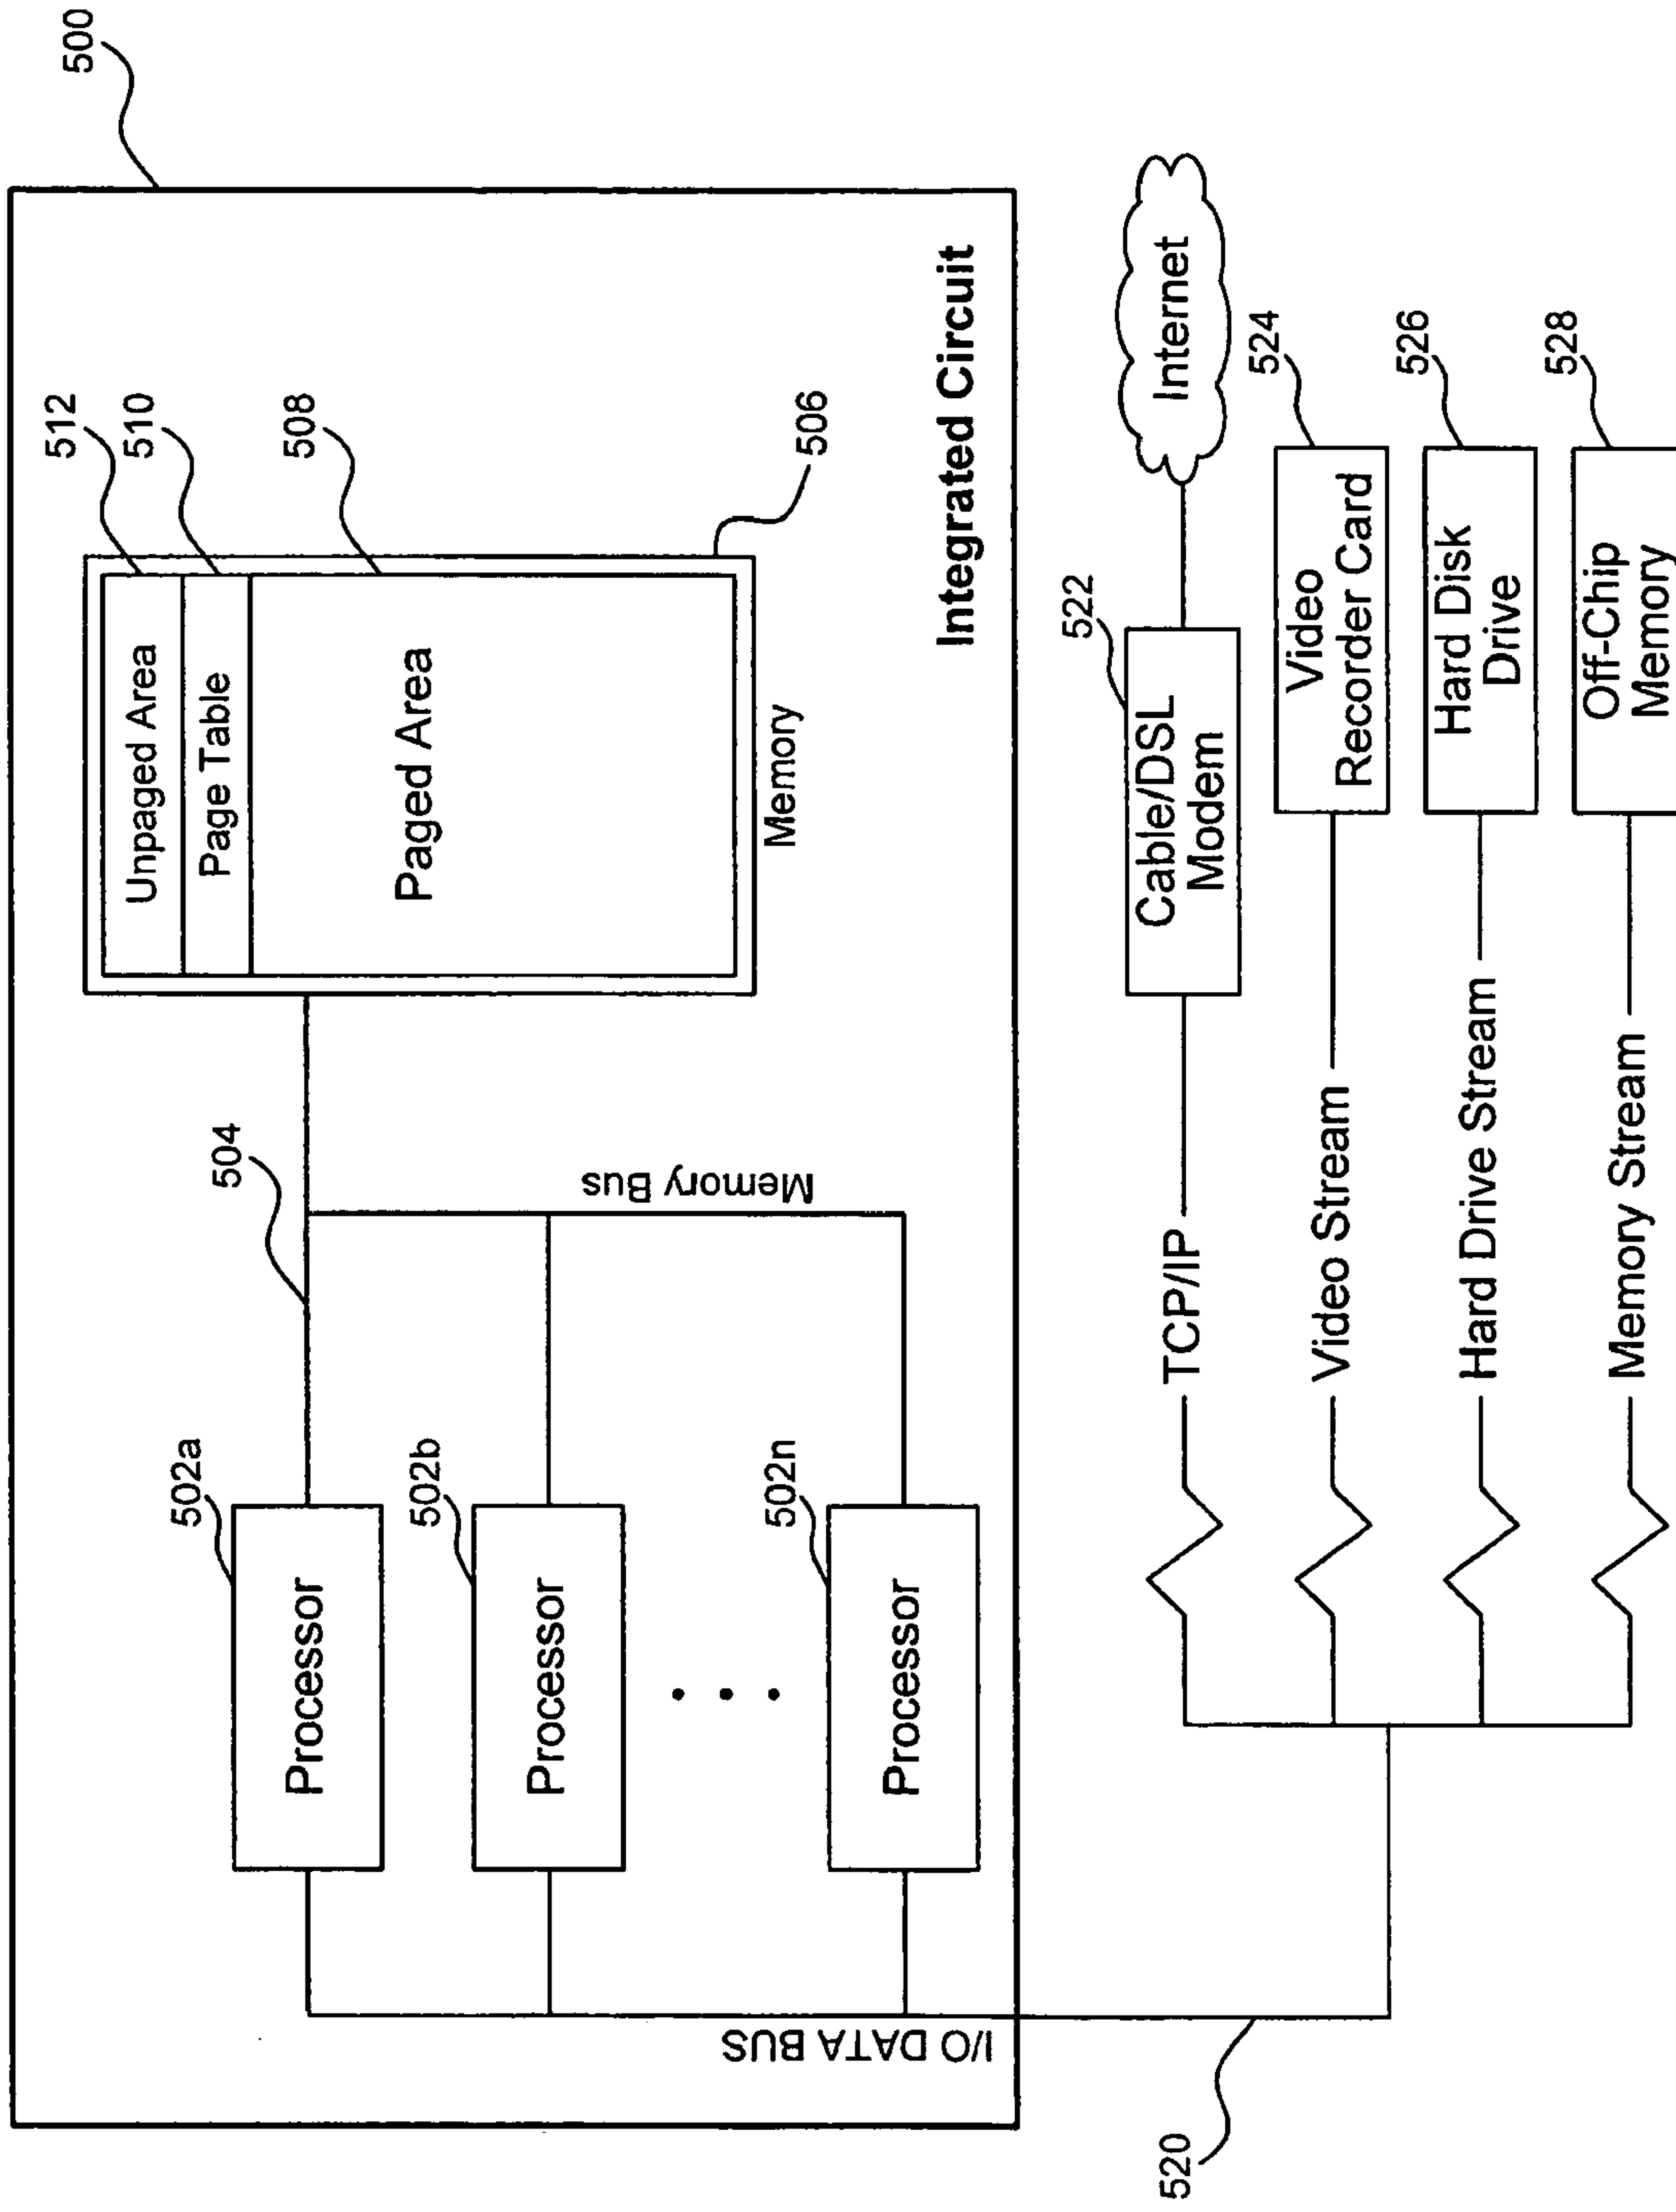 500
512
510
508
Unpaged Area
Page Table
Paged Area
506
Memory
504
502a
Processor
502b
Processor
Memory Bus
502n
Processor
I/O DATA BUS
Integrated Circuit
520
TCP/IP
522
Cable/DSL
Modem
Internet
Video Stream
Video
Recorder Card
524
Hard Drive Stream
Hard Disk
Drive
526
Memory Stream
Off-Chip
Memory
528